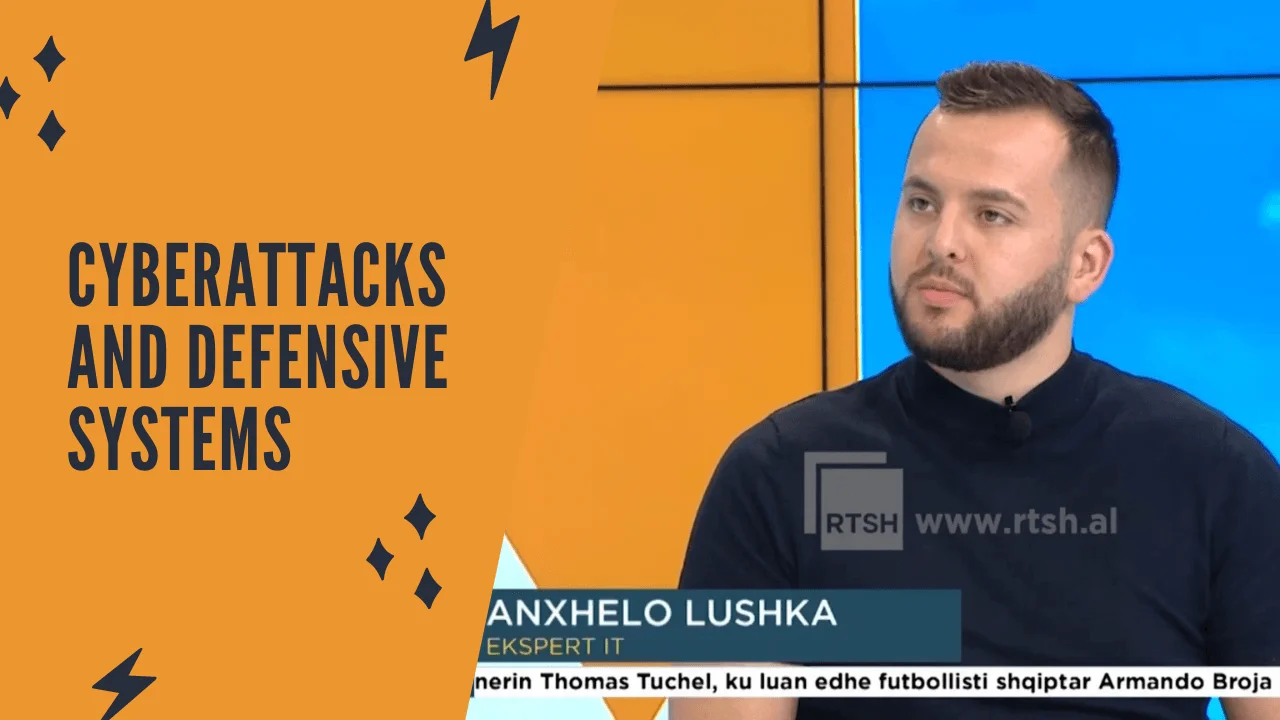 CYBERATTACKS
AND DEFENSIVE
SYSTEMS
RTSH www.rtsh.al
ANXHELO LUSHKA
EKSPERT IT
nerin Thomas Tuchel, ku luan edhe futbollisti shqiptar Armando Broja